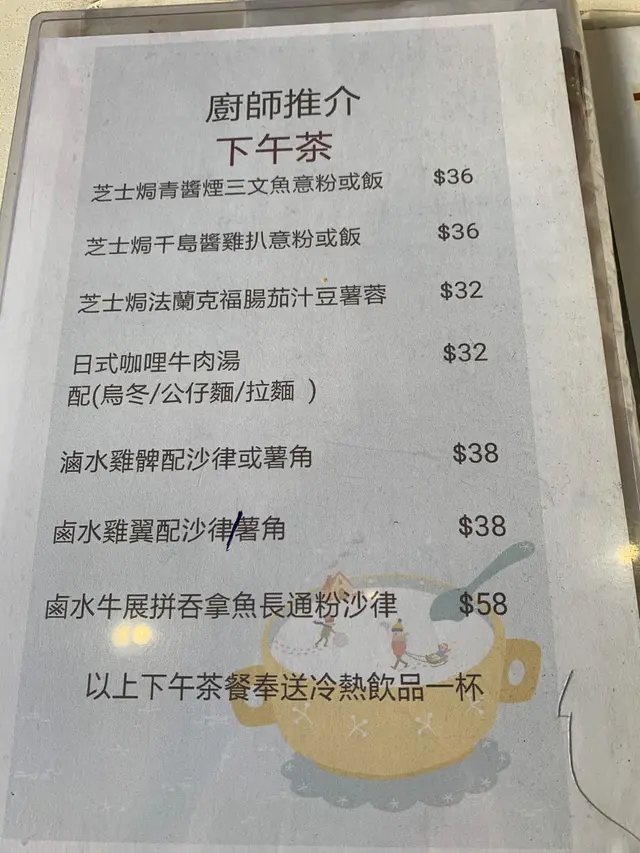 廚師推介
下午茶
芝士焗青醬煙三文魚意粉或飯 $36
芝士焗千島醬雞扒意粉或飯 $36
芝士焗法蘭克福腸茄汁豆薯蓉 $32
日式咖哩牛肉湯 $32
配(烏冬/公仔麵/拉麵 )
滷水雞髀配沙律或薯角 $38
鹵水雞翼配沙律/薯角 $38
鹵水牛展拼吞拿魚長通粉沙律 $58
以上下午茶餐奉送冷熱飲品一杯